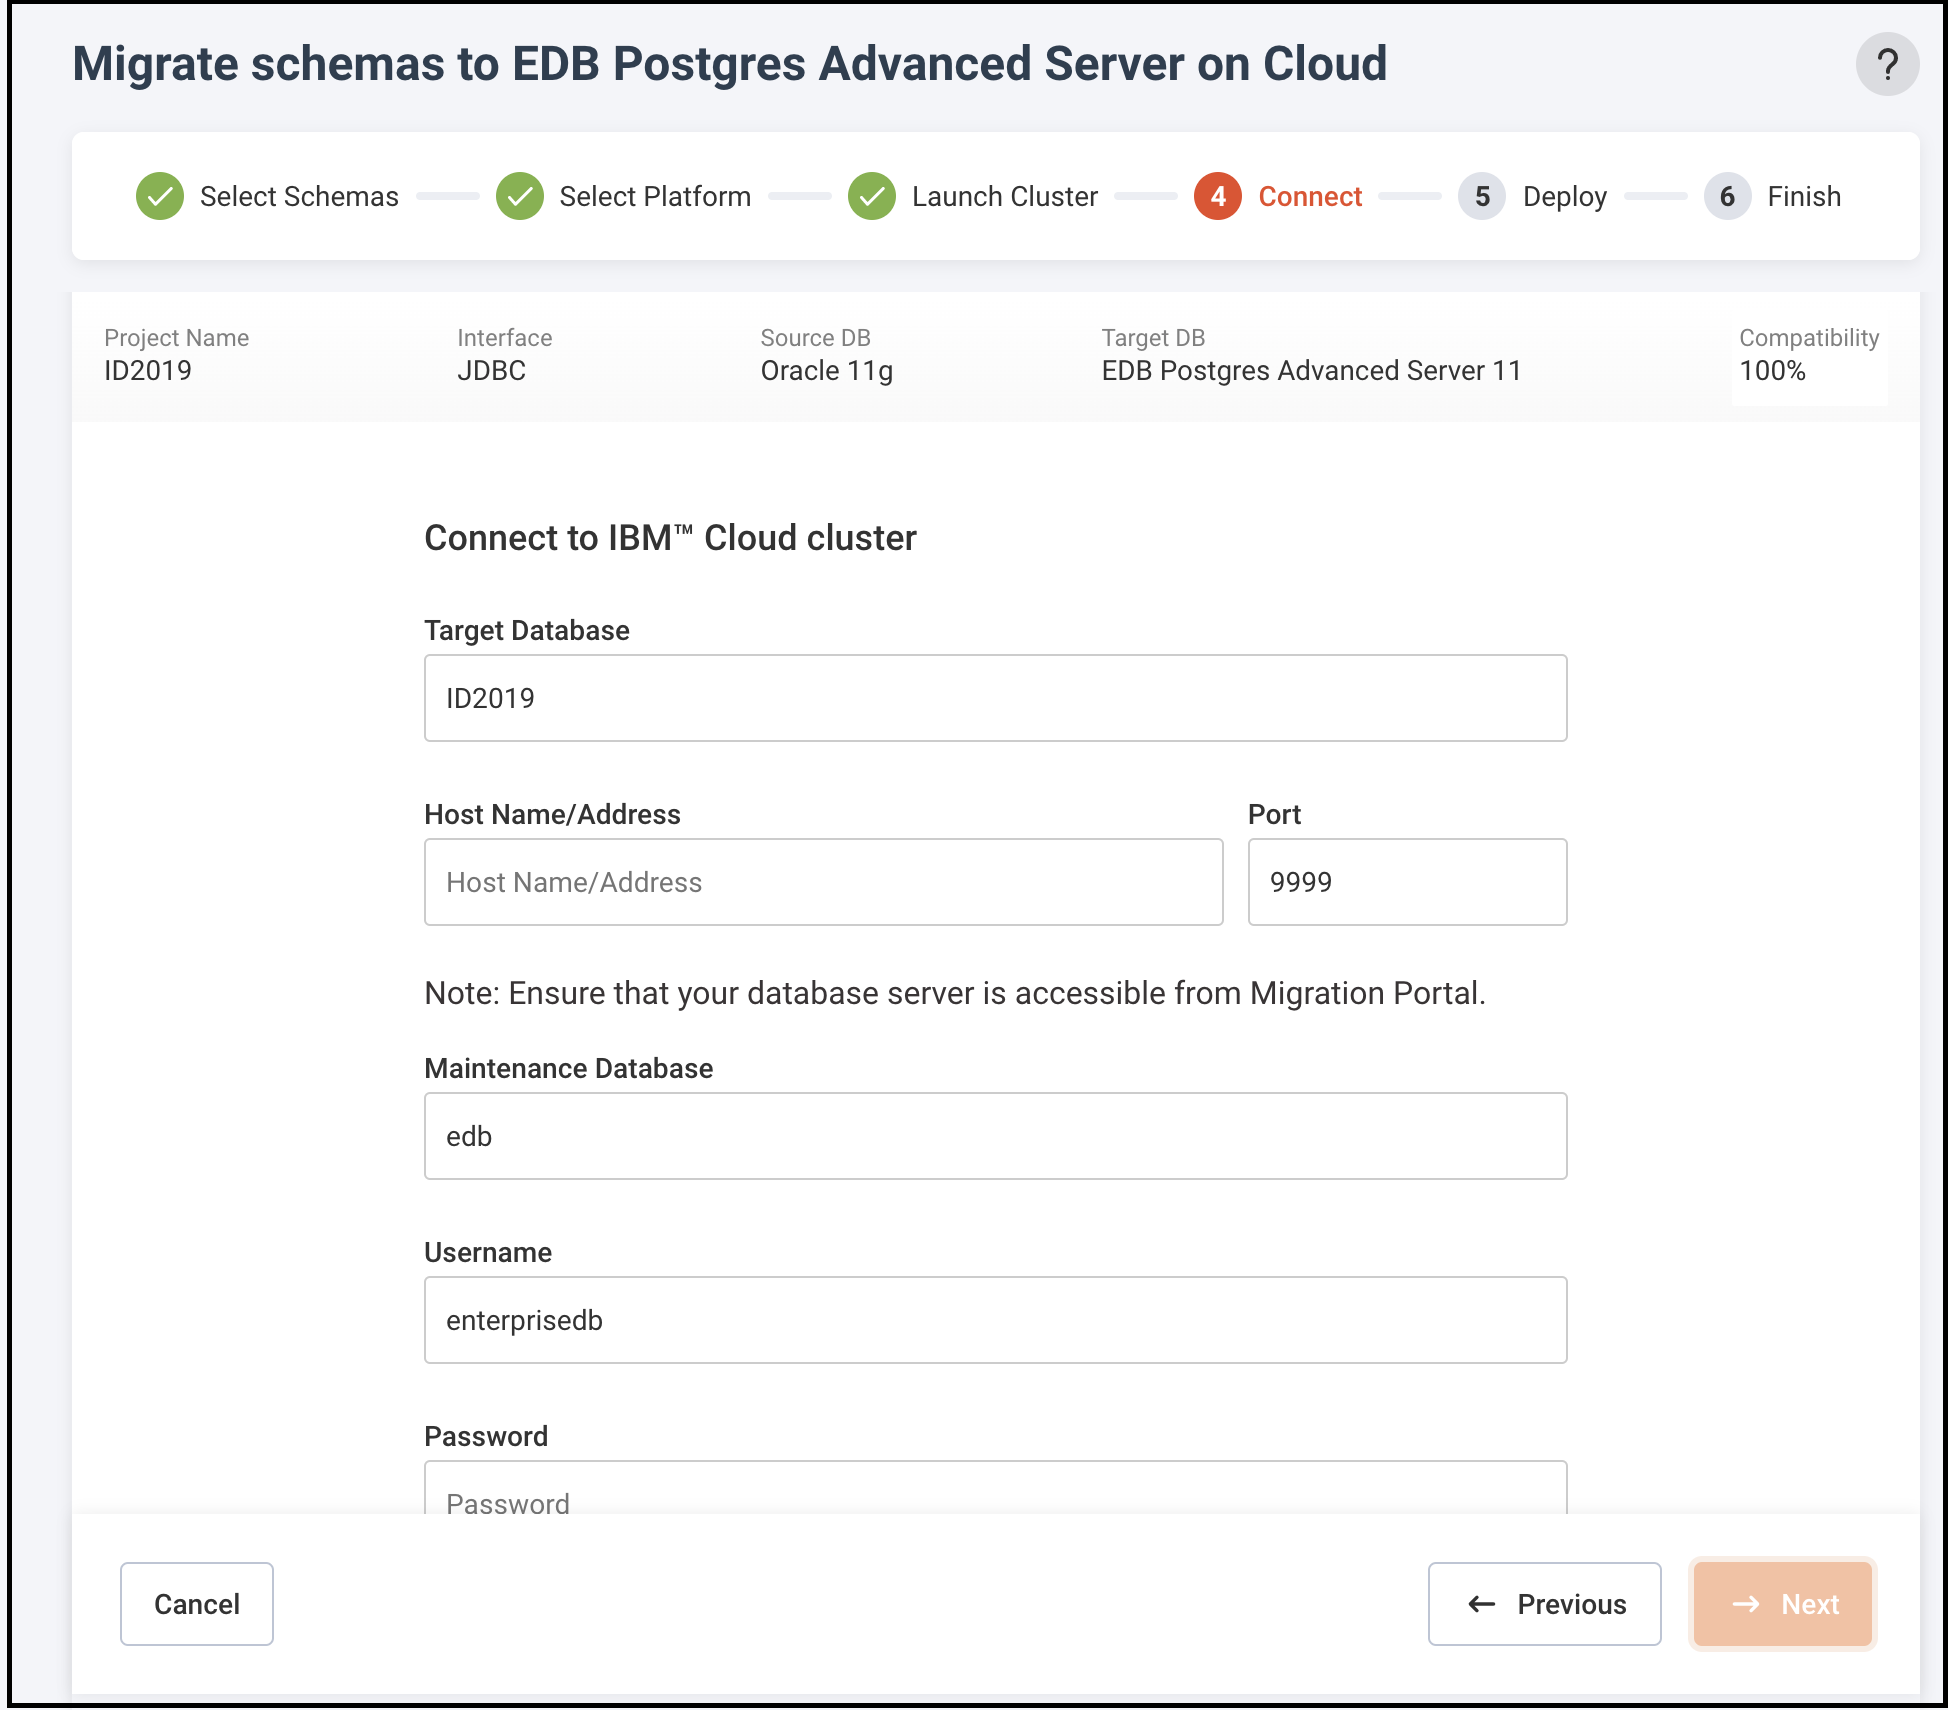 Migrate schemas to EDB Postgres Advanced Server on Cloud
?
Select Schemas
Select Platform
Launch Cluster
4 Connect
5 Deploy
6 Finish
Project Name
ID2019
Interface
JDBC
Source DB
Oracle 11g
Target DB
EDB Postgres Advanced Server 11
Compatibility
100%
Connect to IBM™ Cloud cluster
Target Database
ID2019
Host Name/Address
Host Name/Address
Port
9999
Note: Ensure that your database server is accessible from Migration Portal.
Maintenance Database
edb
Username
enterprisedb
Password
Password
Cancel
← Previous
→ Next